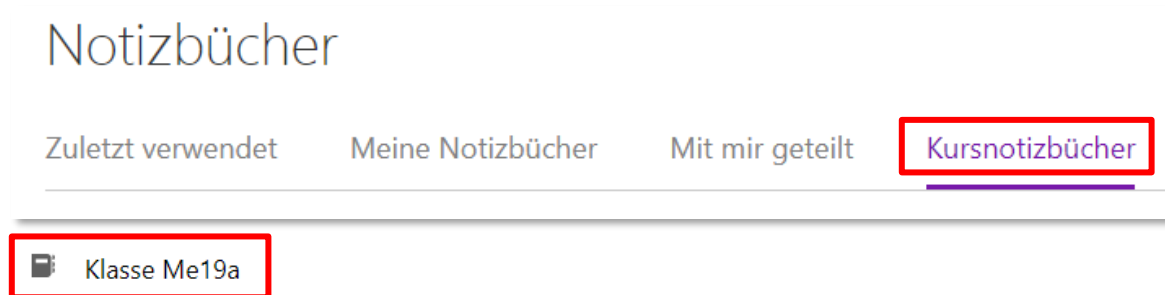 Notizbücher
Zuletzt verwendet Meine Notizbücher Mit mir geteilt Kursnotizbücher
Klasse Me19a